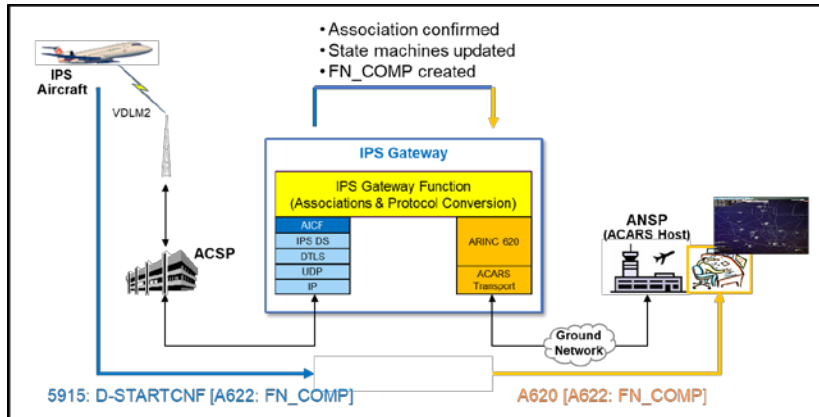 • Association confirmed
• State machines updated
• FN_COMP created
IPS
Aircraft
VDLM2
IPS Gateway
IPS Gateway Function
(Associations & Protocol Conversion)
AICF
IPS DS
DTLS
UDP
IP
ARINC 620
ACARS
Transport
ACSP
ANSP
(ACARS Host)
Ground
Network
5915: D-STARTCNF [A622: FN_COMP]
A620 [A622: FN_COMP]